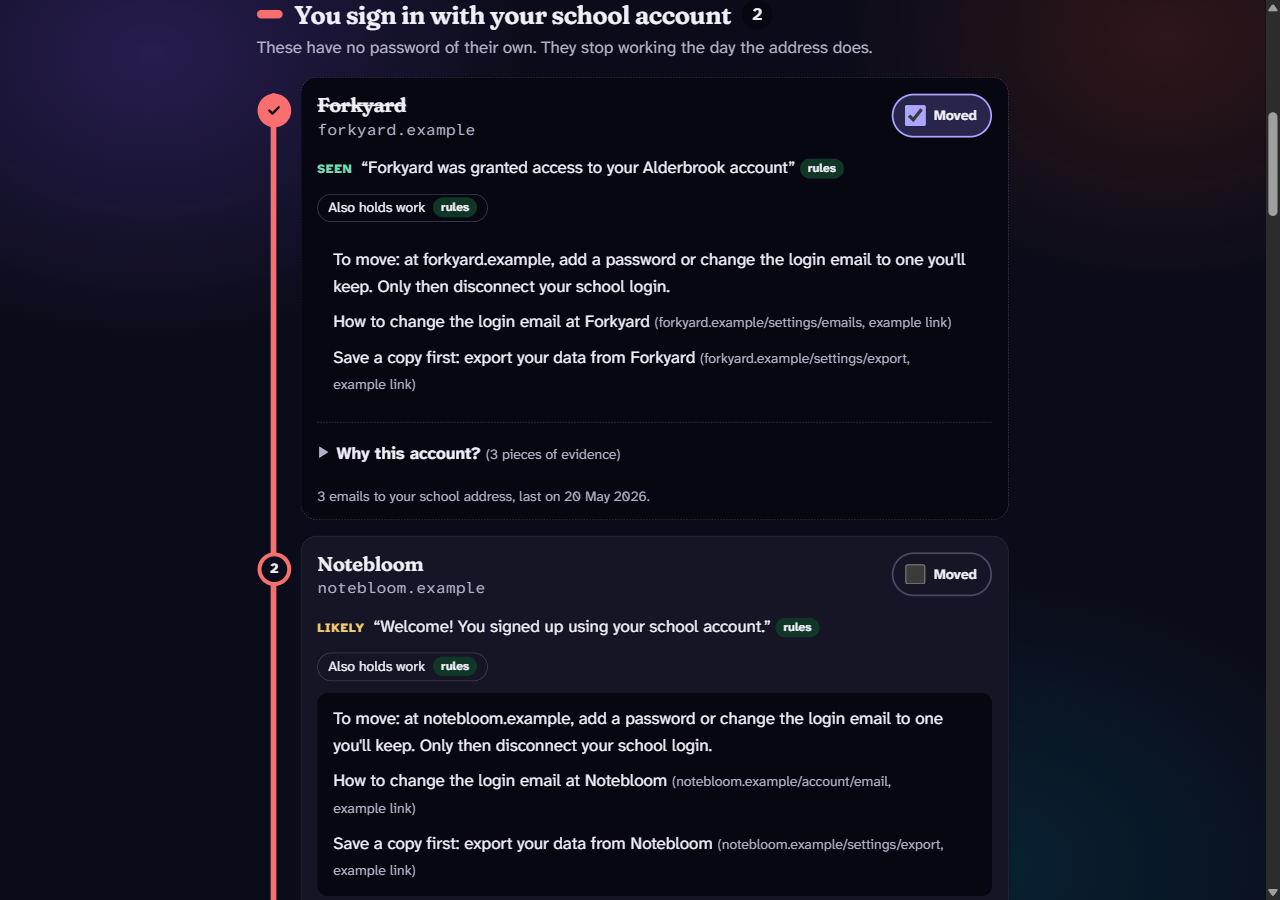 You sign in with your school account 2
These have no password of their own. They stop working the day the address does.
Forkyard
Moved
forkyard.example
SEEN “Forkyard was granted access to your Alderbrook account” rules
Also holds work rules
To move: at forkyard.example, add a password or change the login email to one you'll
keep. Only then disconnect your school login.
How to change the login email at Forkyard (forkyard.example/settings/emails, example link)
Save a copy first: export your data from Forkyard (forkyard.example/settings/export,
example link)
Why this account? (3 pieces of evidence)
3 emails to your school address, last on 20 May 2026.
2
Notebloom
Moved
notebloom.example
LIKELY “Welcome! You signed up using your school account.” rules
Also holds work rules
To move: at notebloom.example, add a password or change the login email to one
you'll keep. Only then disconnect your school login.
How to change the login email at Notebloom (notebloom.example/account/email,
example link)
Save a copy first: export your data from Notebloom (notebloom.example/settings/export,
example link)